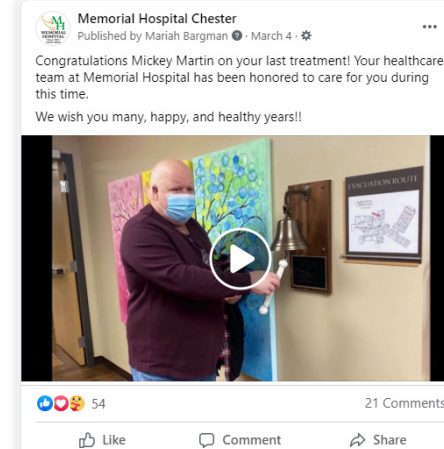 Memorial Hospital Chester
Published by Mariah Bargman · March 4 ·
Congratulations Mickey Martin on your last treatment! Your healthcare
team at Memorial Hospital has been honored to care for you during
this time.
We wish you many, happy, and healthy years!!
EVACUATION ROUTE
54
21 Comments
Like
Comment
Share